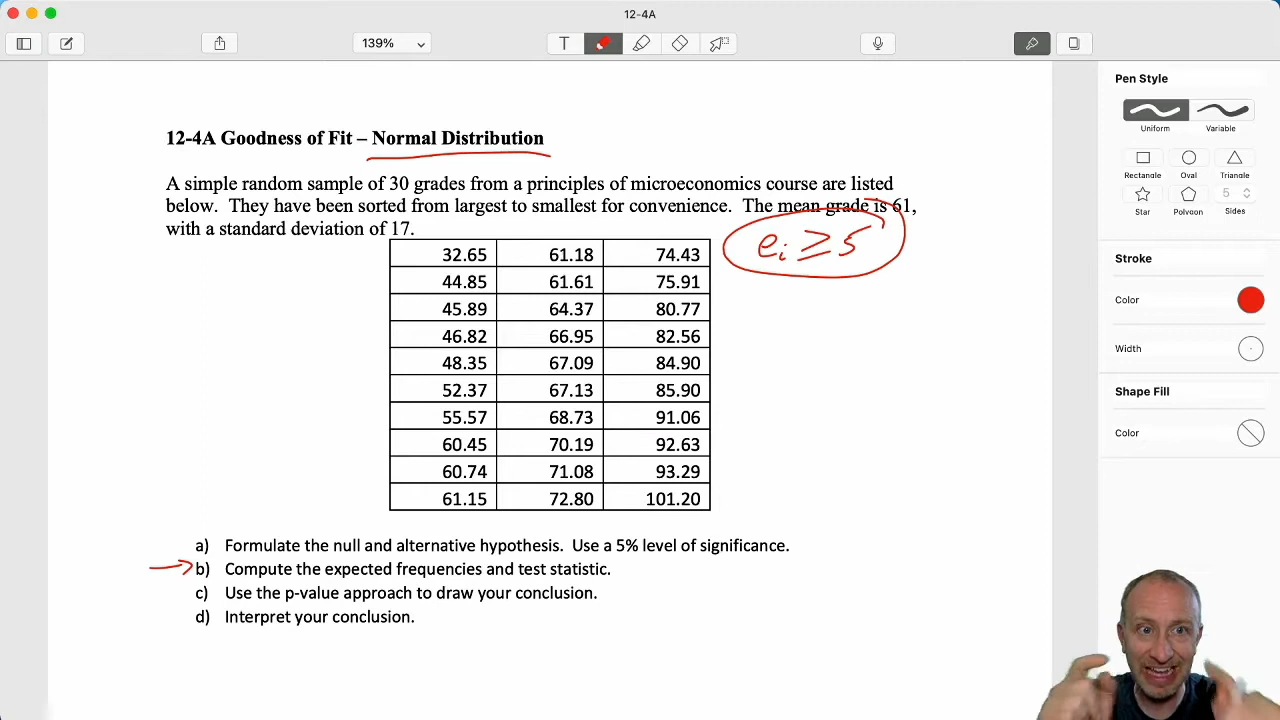 12-4A
139%
T
Pen Style
Uniform
Variable
Rectangle
Oval
Triangle
Star
Polygon
5
Sides
Stroke
Color
Width
Shape Fill
Color
12-4A Goodness of Fit – Normal Distribution
A simple random sample of 30 grades from a principles of microeconomics course are listed
below. They have been sorted from largest to smallest for convenience. The mean grade is 61,
with a standard deviation of 17.
eᵢ ≥ 5
32.65 61.18 74.43
44.85 61.61 75.91
45.89 64.37 80.77
46.82 66.95 82.56
48.35 67.09 84.90
52.37 67.13 85.90
55.57 68.73 91.06
60.45 70.19 92.63
60.74 71.08 93.29
61.15 72.80 101.20
a) Formulate the null and alternative hypothesis. Use a 5% level of significance.
b) Compute the expected frequencies and test statistic.
c) Use the p-value approach to draw your conclusion.
d) Interpret your conclusion.